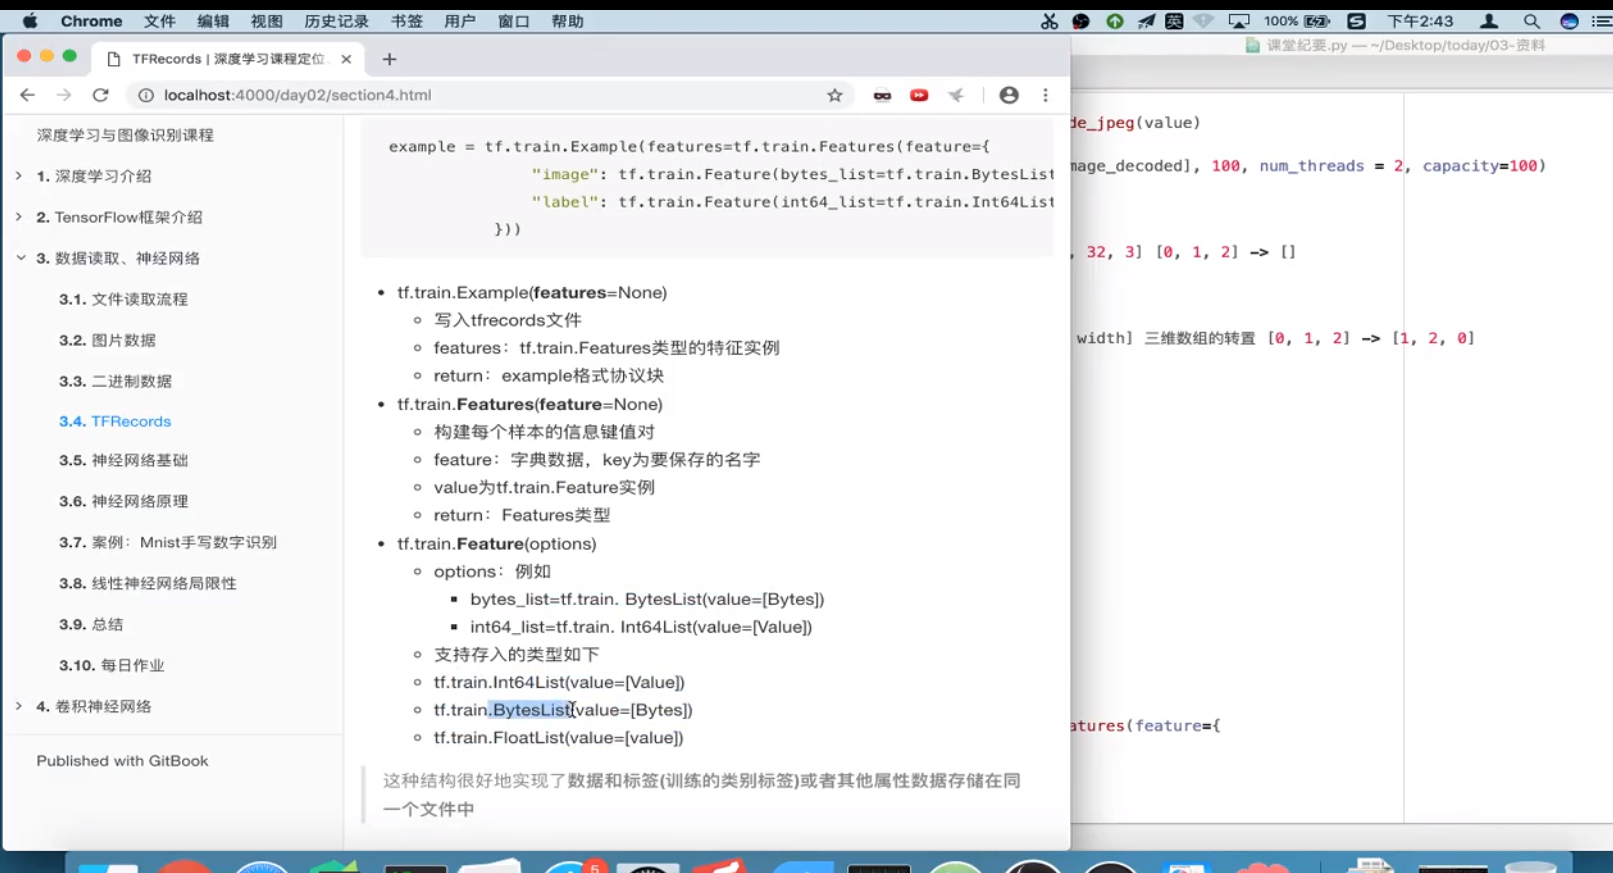 Chrome 文件 编辑 视图 历史记录 书签 用户 窗口 帮助 英 100% 下午2:43
TFRecords | 深度学习课程定位
课堂纪要.py — ~/Desktop/today/03-资料
localhost:4000/day02/section4.html
深度学习与图像识别课程
1. 深度学习介绍
2. TensorFlow框架介绍
3. 数据读取、神经网络
3.1. 文件读取流程
3.2. 图片数据
3.3. 二进制数据
3.4. TFRecords
3.5. 神经网络基础
3.6. 神经网络原理
3.7. 案例：Mnist手写数字识别
3.8. 线性神经网络局限性
3.9. 总结
3.10. 每日作业
4. 卷积神经网络
Published with GitBook
example = tf.train.Example(features=tf.train.Features(feature={
"image": tf.train.Feature(bytes_list=tf.train.BytesList
"label": tf.train.Feature(int64_list=tf.train.Int64List
}))
• tf.train.Example(features=None)
写入tfrecords文件
features：tf.train.Features类型的特征实例
return：example格式协议块
• tf.train.Features(feature=None)
构建每个样本的信息键值对
feature：字典数据，key为要保存的名字
value为tf.train.Feature实例
return：Features类型
• tf.train.Feature(options)
options：例如
bytes_list=tf.train. BytesList(value=[Bytes])
int64_list=tf.train. Int64List(value=[Value])
支持存入的类型如下
tf.train.Int64List(value=[Value])
tf.train.BytesList(value=[Bytes])
tf.train.FloatList(value=[value])
这种结构很好地实现了数据和标签(训练的类别标签)或者其他属性数据存储在同
一个文件中
de_jpeg(value)
mage_decoded], 100, num_threads = 2, capacity=100)
, 32, 3] [0, 1, 2] —> []
width] 三维数组的转置 [0, 1, 2] —> [1, 2, 0]
atures(feature={
5